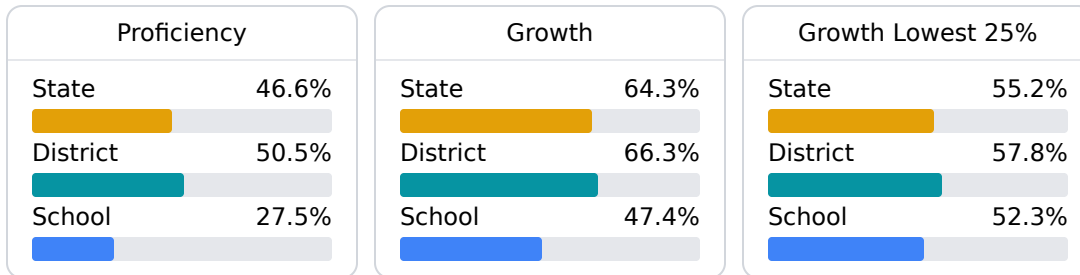 Proficiency
State 46.6%
District 50.5%
School 27.5%
Growth
State 64.3%
District 66.3%
School 47.4%
Growth Lowest 25%
State 55.2%
District 57.8%
School 52.3%